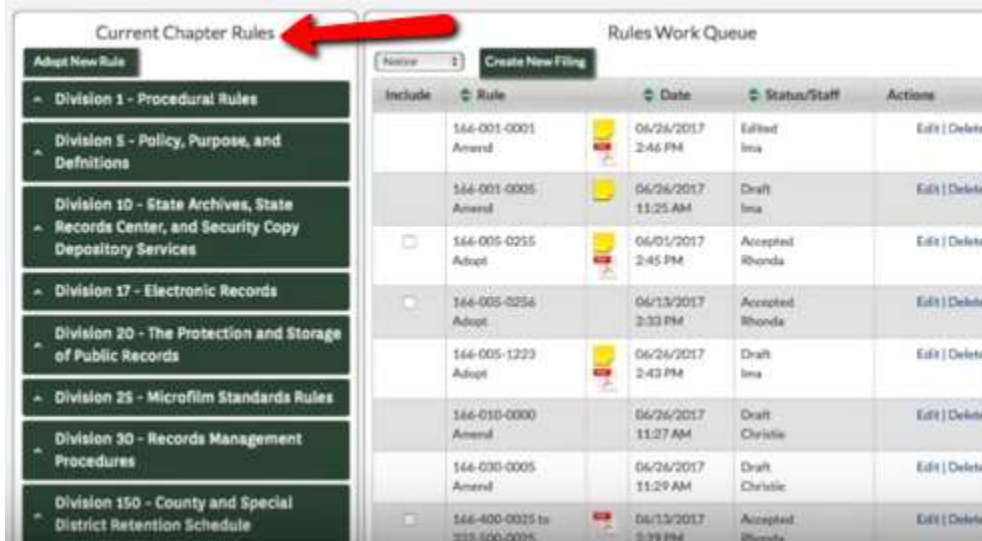 Current Chapter Rules
Adopt New Rule
Division 1 - Procedural Rules
Division 5 - Policy, Purpose, and
Defnitions
Division 10 - State Archives, State
Records Center, and Security Copy
Depository Services
Division 17 - Electronic Records
Division 20 - The Protection and Storage
of Public Records
Division 25 - Microfilm Standards Rules
Division 30 - Records Management
Procedures
Division 150 - County and Special
District Retention Schedule
Rules Work Queue
Notice Create New Filing
Include Rule Date Status/Staff Actions
166-001-0001 06/26/2017 Edited Edit | Delete
Amend 2:46 PM Ima
166-001-0005 06/26/2017 Draft Edit | Delete
Amend 11:25 AM Ima
166-005-0255 06/01/2017 Accepted Edit | Delete
Adopt 2:45 PM Rhonda
166-005-0256 06/13/2017 Accepted Edit | Delete
Adopt 2:33 PM Rhonda
166-005-1223 06/26/2017 Draft Edit | Delete
Adopt 2:43 PM Ima
166-010-0000 06/26/2017 Draft Edit | Delete
Amend 11:27 AM Christie
166-030-0005 06/26/2017 Draft Edit | Delete
Amend 11:29 AM Christie
166-400-0025 to 06/13/2017 Accepted Edit | Delete
Rhonda